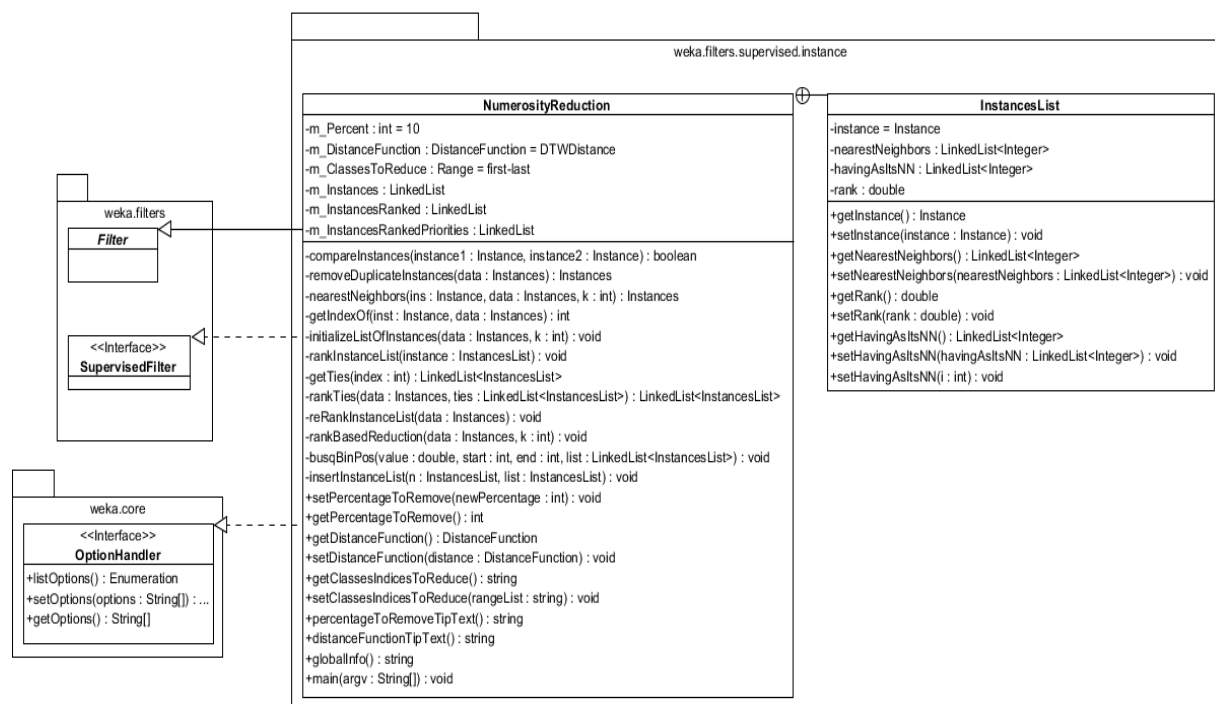 weka.filters.supervised.instance
NumerosityReduction
-m_Percent : int = 10
-m_DistanceFunction : DistanceFunction = DTWDistance
-m_ClassesToReduce : Range = first-last
-m_Instances : LinkedList
-m_InstancesRanked : LinkedList
-m_InstancesRankedPriorities : LinkedList
-compareInstances(instance1 : Instance, instance2 : Instance) : boolean
-removeDuplicateInstances(data : Instances) : Instances
-nearestNeighbors(ins : Instance, data : Instances, k : int) : Instances
-getIndexOf(inst : Instance, data : Instances) : int
-initializeListOfInstances(data : Instances, k : int) : void
-rankInstanceList(instance : InstancesList) : void
-getTies(index : int) : LinkedList<InstancesList>
-rankTies(data : Instances, ties : LinkedList<InstancesList>) : LinkedList<InstancesList>
-reRankInstanceList(data : Instances) : void
-rankBasedReduction(data : Instances, k : int) : void
-busqBinPos(value : double, start : int, end : int, list : LinkedList<InstancesList>) : void
-insertInstanceList(n : InstancesList, list : InstancesList) : void
+setPercentageToRemove(newPercentage : int) : void
+getPercentageToRemove() : int
+getDistanceFunction() : DistanceFunction
+setDistanceFunction(distance : DistanceFunction) : void
+getClassesIndicesToReduce() : string
+setClassesIndicesToReduce(rangeList : string) : void
+percentageToRemoveTipText() : string
+distanceFunctionTipText() : string
+globalInfo() : string
+main(argv : String[]) : void
InstancesList
-instance = Instance
-nearestNeighbors : LinkedList<Integer>
-havingAsItsNN : LinkedList<Integer>
-rank : double
+getInstance() : Instance
+setInstance(instance : Instance) : void
+getNearestNeighbors() : LinkedList<Integer>
+setNearestNeighbors(nearestNeighbors : LinkedList<Integer>) : void
+getRank() : double
+setRank(rank : double) : void
+getHavingAsItsNN() : LinkedList<Integer>
+setHavingAsItsNN(havingAsItsNN : LinkedList<Integer>) : void
+setHavingAsItsNN(i : int) : void
weka.filters
Filter
<<Interface>>
SupervisedFilter
weka.core
<<Interface>>
OptionHandler
+listOptions() : Enumeration
+setOptions(options : String[]) : ...
+getOptions() : String[]